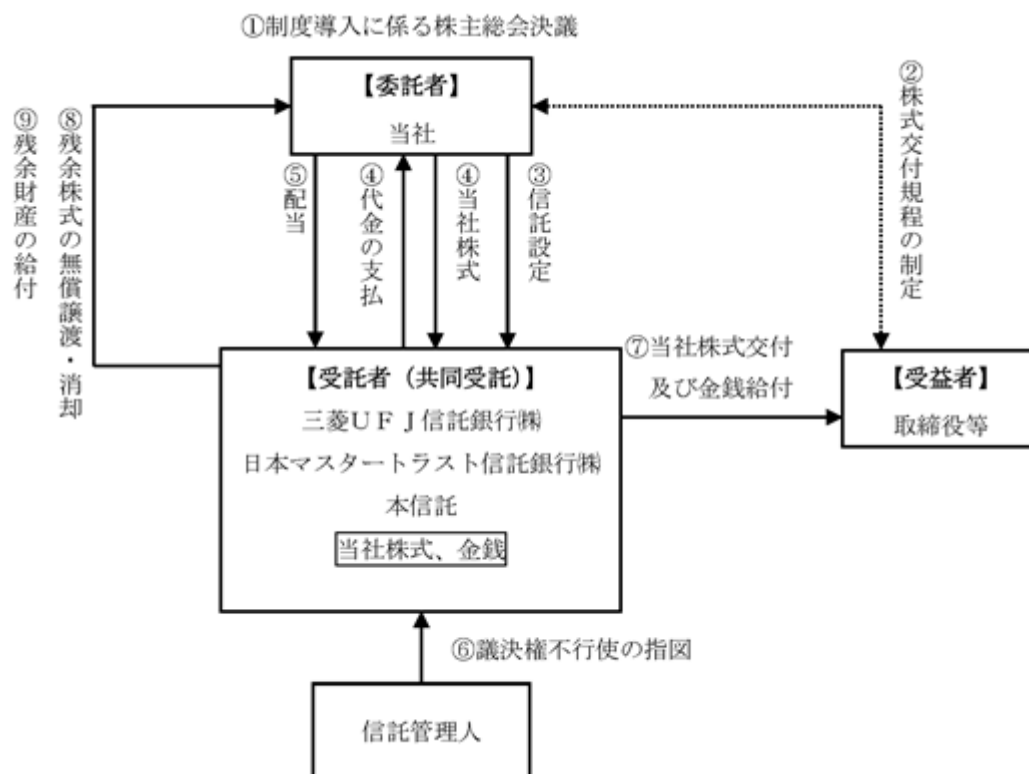 ①制度導入に係る株主総会決議
【委託者】
当社
②株式交付規程の制定
⑨残余財産の給付
⑧残余株式の無償譲渡・消却
⑤配当
④代金の支払
④当社株式
③信託設定
⑦当社株式交付
及び金銭給付
【受託者（共同受託）】
三菱ＵＦＪ信託銀行㈱
日本マスタートラスト信託銀行㈱
本信託
当社株式、金銭
【受益者】
取締役等
⑥議決権不行使の指図
信託管理人